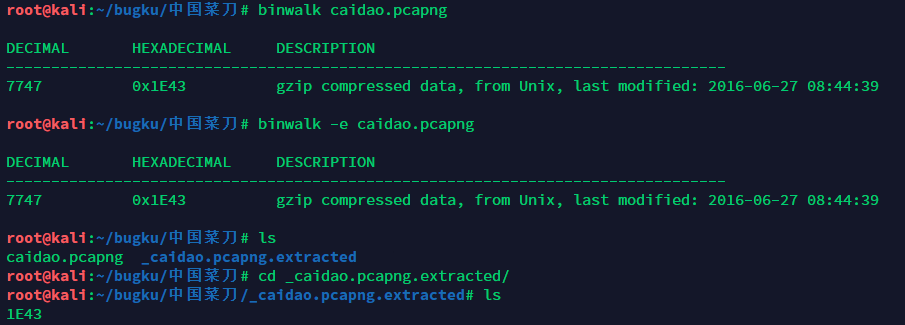 root@kali:~/bugku/中国菜刀# binwalk caidao.pcapng
DECIMAL       HEXADECIMAL     DESCRIPTION
--------------------------------------------------------------------------------
7747          0x1E43          gzip compressed data, from Unix, last modified: 2016-06-27 08:44:39
root@kali:~/bugku/中国菜刀# binwalk -e caidao.pcapng
DECIMAL       HEXADECIMAL     DESCRIPTION
--------------------------------------------------------------------------------
7747          0x1E43          gzip compressed data, from Unix, last modified: 2016-06-27 08:44:39
root@kali:~/bugku/中国菜刀# ls
caidao.pcapng  _caidao.pcapng.extracted
root@kali:~/bugku/中国菜刀# cd _caidao.pcapng.extracted/
root@kali:~/bugku/中国菜刀/_caidao.pcapng.extracted# ls
1E43